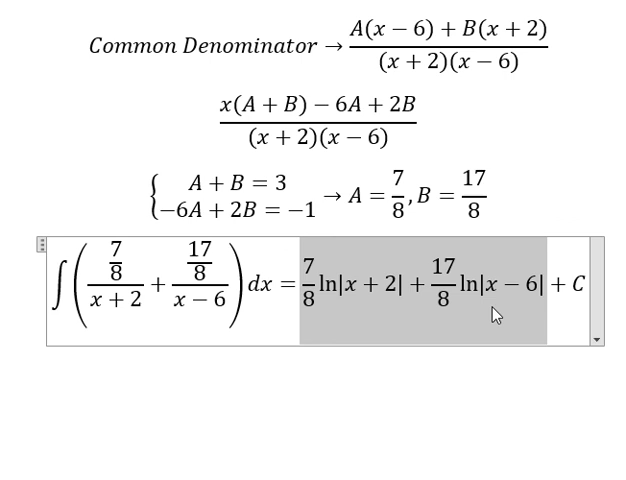 Common Denominator → (A(x − 6) + B(x + 2))/((x + 2)(x − 6))
(x(A + B) − 6A + 2B)/((x + 2)(x − 6))
{A + B = 3
−6A + 2B = −1 → A = 7/8, B = 17/8
∫((7/8)/(x + 2) + (17/8)/(x − 6))dx = 7/8 ln|x + 2| + 17/8 ln|x − 6| + C